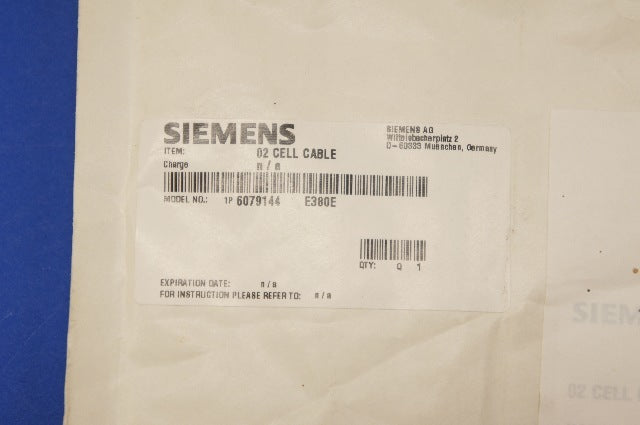 SIEMENS
ITEM: 02 CELL CABLE
Charge n/a
SIEMENS AG
Wittelsbacherplatz 2
D-80333 Muenchen, Germany
MODEL NO.: 1P 6079144 E380E
QTY: Q 1
EXPIRATION DATE: n/a
FOR INSTRUCTION PLEASE REFER TO: n/a
SIEM
02 CELL